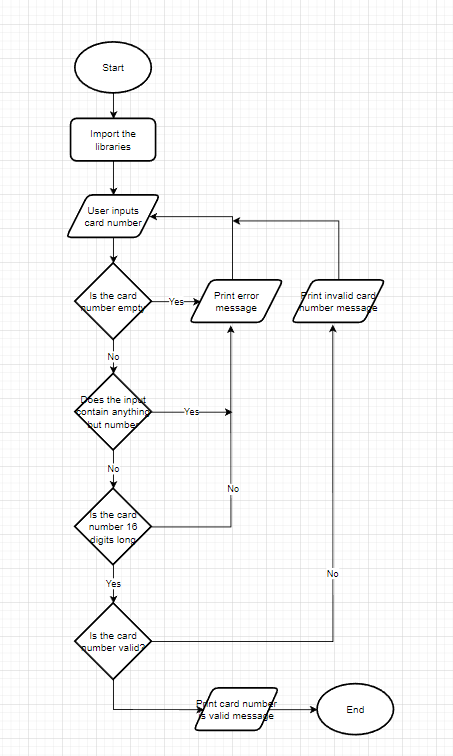 Start
Import the
libraries
User inputs
card number
Is the card
number empty
Yes
Print error
message
Print invalid card
number message
No
Does the input
contain anything
but number
Yes
No
No
Is the card
number 16
digits long
No
Yes
Is the card
number valid?
Print card number
is valid message
End